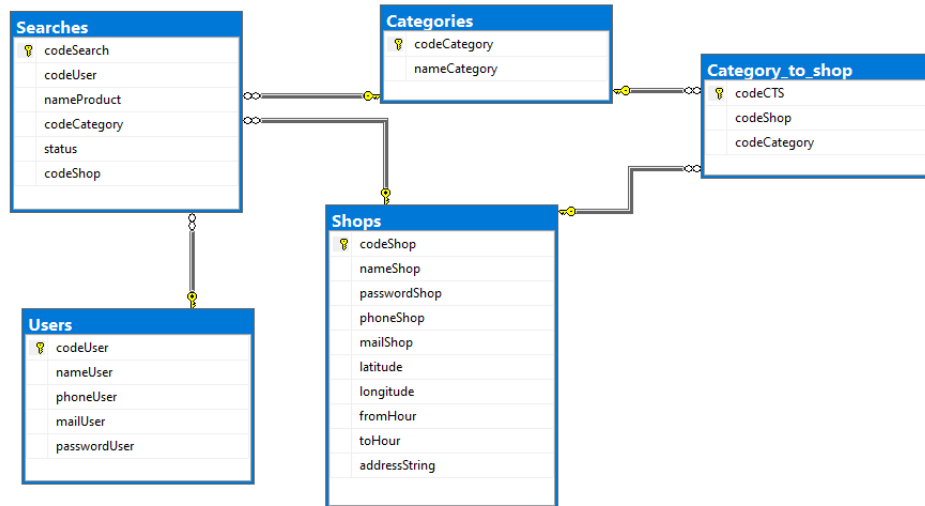 Searches
codeSearch
codeUser
nameProduct
codeCategory
status
codeShop
Categories
codeCategory
nameCategory
Category_to_shop
codeCTS
codeShop
codeCategory
Shops
codeShop
nameShop
passwordShop
phoneShop
mailShop
latitude
longitude
fromHour
toHour
addressString
Users
codeUser
nameUser
phoneUser
mailUser
passwordUser